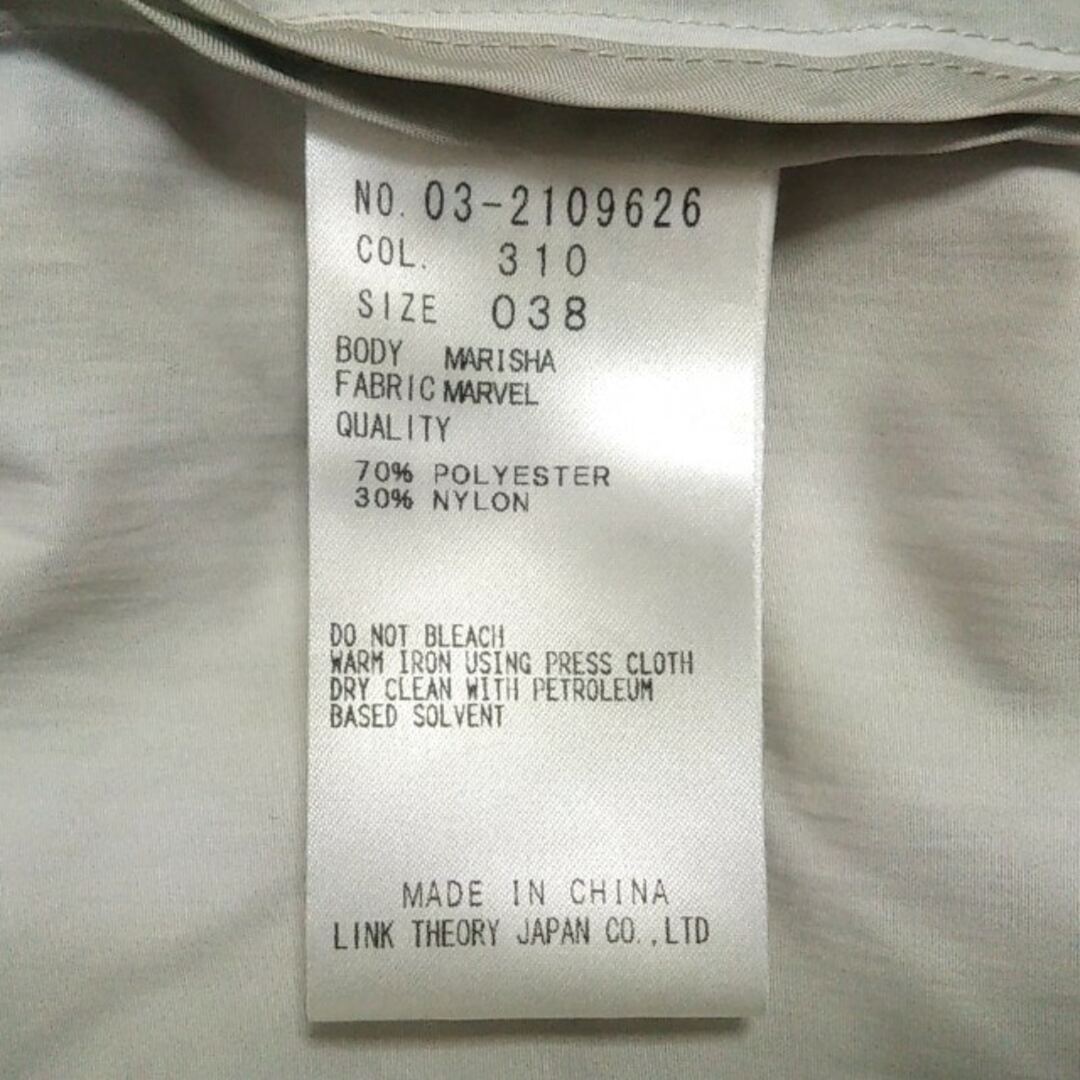 NO. 03-2109626
COL. 310
SIZE 038
BODY MARISHA
FABRIC MARVEL
QUALITY
70% POLYESTER
30% NYLON
DO NOT BLEACH
WARM IRON USING PRESS CLOTH
DRY CLEAN WITH PETROLEUM
BASED SOLVENT
MADE IN CHINA
LINK THEORY JAPAN CO.,LTD